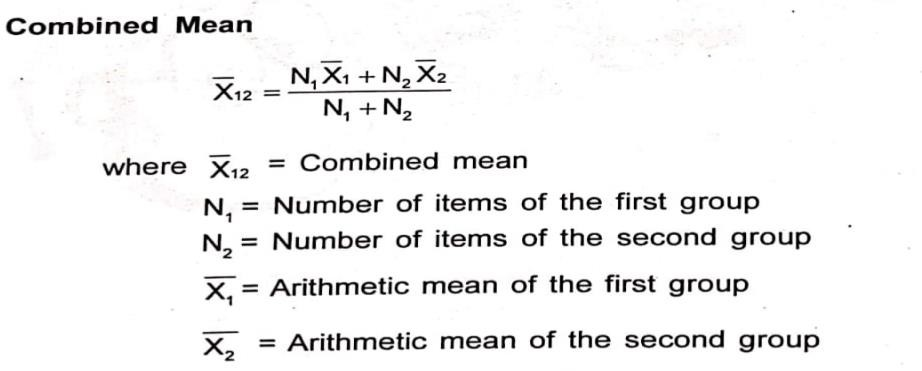 Combined Mean
X̅₁₂ = N₁X̅₁ + N₂X̅₂ / N₁ + N₂
where X̅₁₂ = Combined mean
N₁ = Number of items of the first group
N₂ = Number of items of the second group
X̅₁ = Arithmetic mean of the first group
X̅₂ = Arithmetic mean of the second group